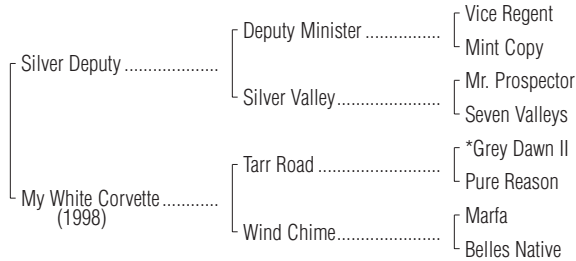 Vice Regent
Deputy Minister .................
Mint Copy
Silver Deputy ....................
Mr. Prospector
Silver Valley....................
Seven Valleys
*Grey Dawn II
Tarr Road .......................
Pure Reason
My White Corvette............
(1998)
Marfa
Wind Chime....................
Belles Native